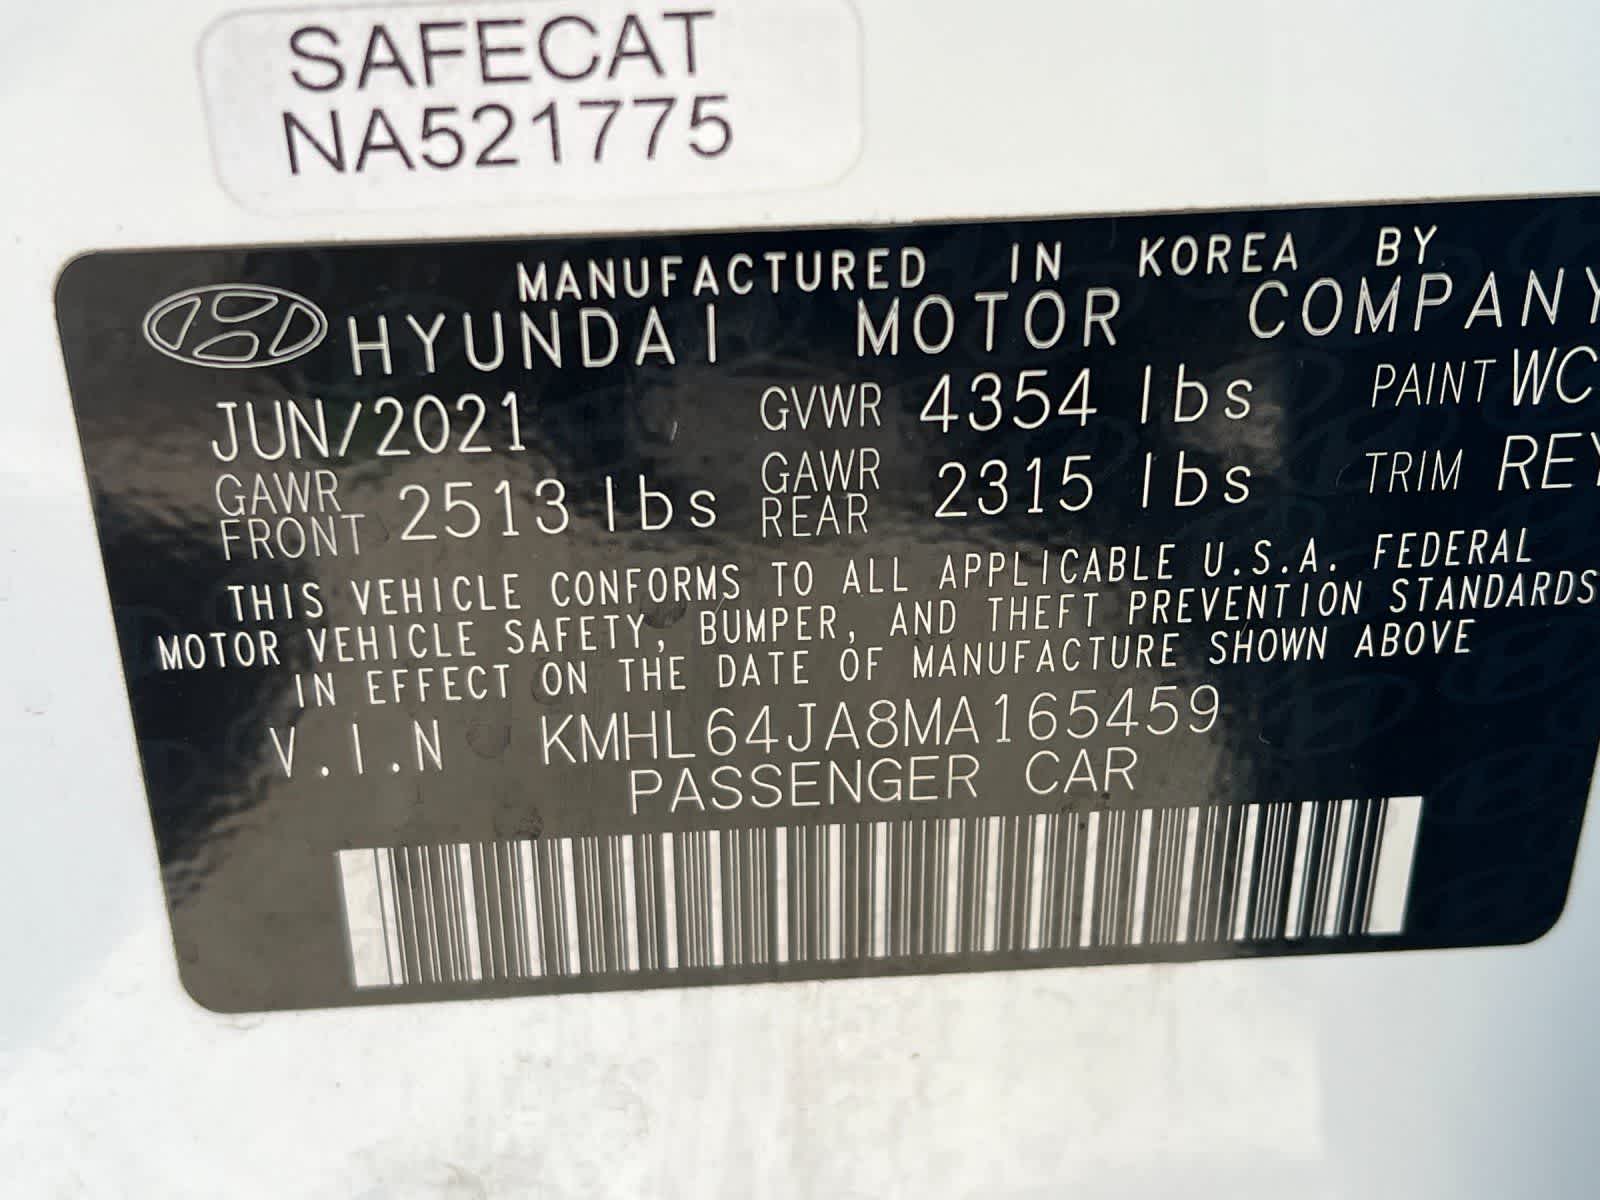 SAFECAT
NA521775
MANUFACTURED IN KOREA BY
HYUNDAI MOTOR COMPANY
JUN/2021 GVWR 4354 lbs PAINT WC
GAWR FRONT 2513 lbs GAWR REAR 2315 lbs TRIM REY
THIS VEHICLE CONFORMS TO ALL APPLICABLE U.S.A. FEDERAL
MOTOR VEHICLE SAFETY, BUMPER, AND THEFT PREVENTION STANDARDS
IN EFFECT ON THE DATE OF MANUFACTURE SHOWN ABOVE
V.I.N KMHL64JA8MA165459
PASSENGER CAR